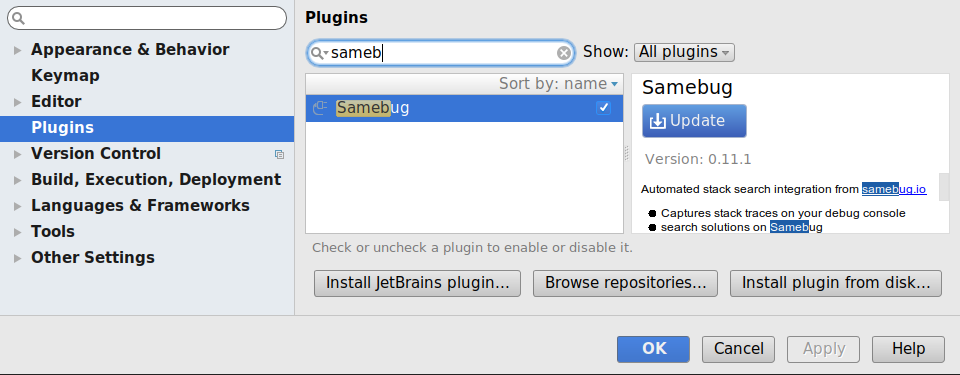 Plugins
Appearance & Behavior
Keymap
Editor
Plugins
Version Control
Build, Execution, Deployment
Languages & Frameworks
Tools
Other Settings
sameb
Show: All plugins
Sort by: name
Samebug
Samebug
Update
Version: 0.11.1
Automated stack search integration from samebug.io
● Captures stack traces on your debug console
● search solutions on Samebug
Check or uncheck a plugin to enable or disable it.
Install JetBrains plugin... Browse repositories... Install plugin from disk...
OK Cancel Apply Help